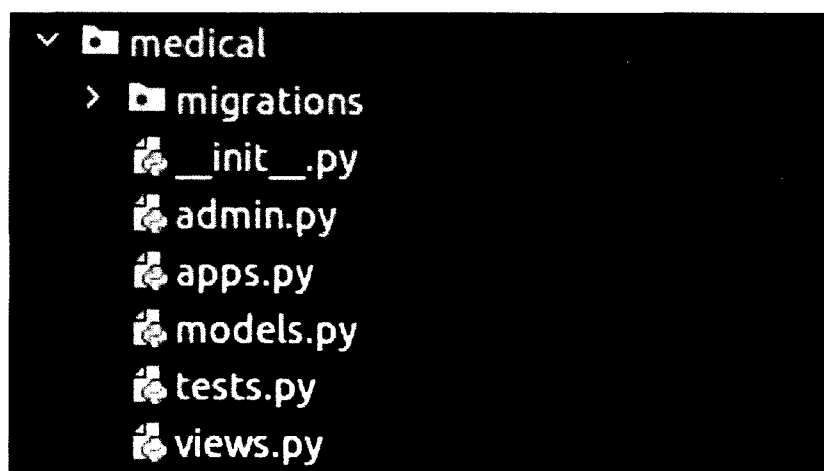 medical
migrations
__init__.py
admin.py
apps.py
models.py
tests.py
views.py